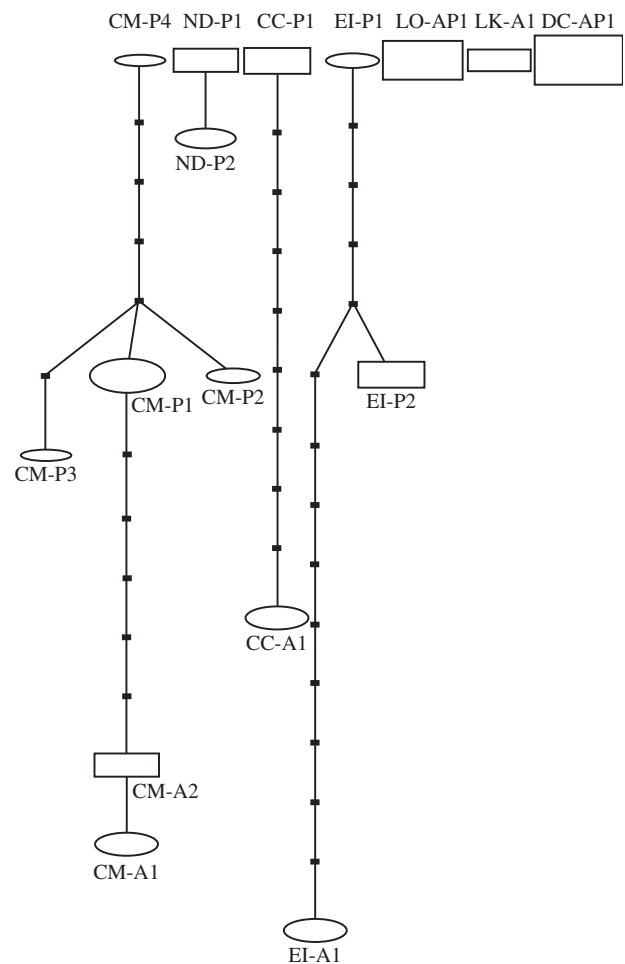 CM-P4 ND-P1 CC-P1 EI-P1 LO-AP1 LK-A1 DC-AP1
ND-P2
CM-P2
CM-P1
EI-P2
CM-P3
CC-A1
CM-A2
CM-A1
EI-A1